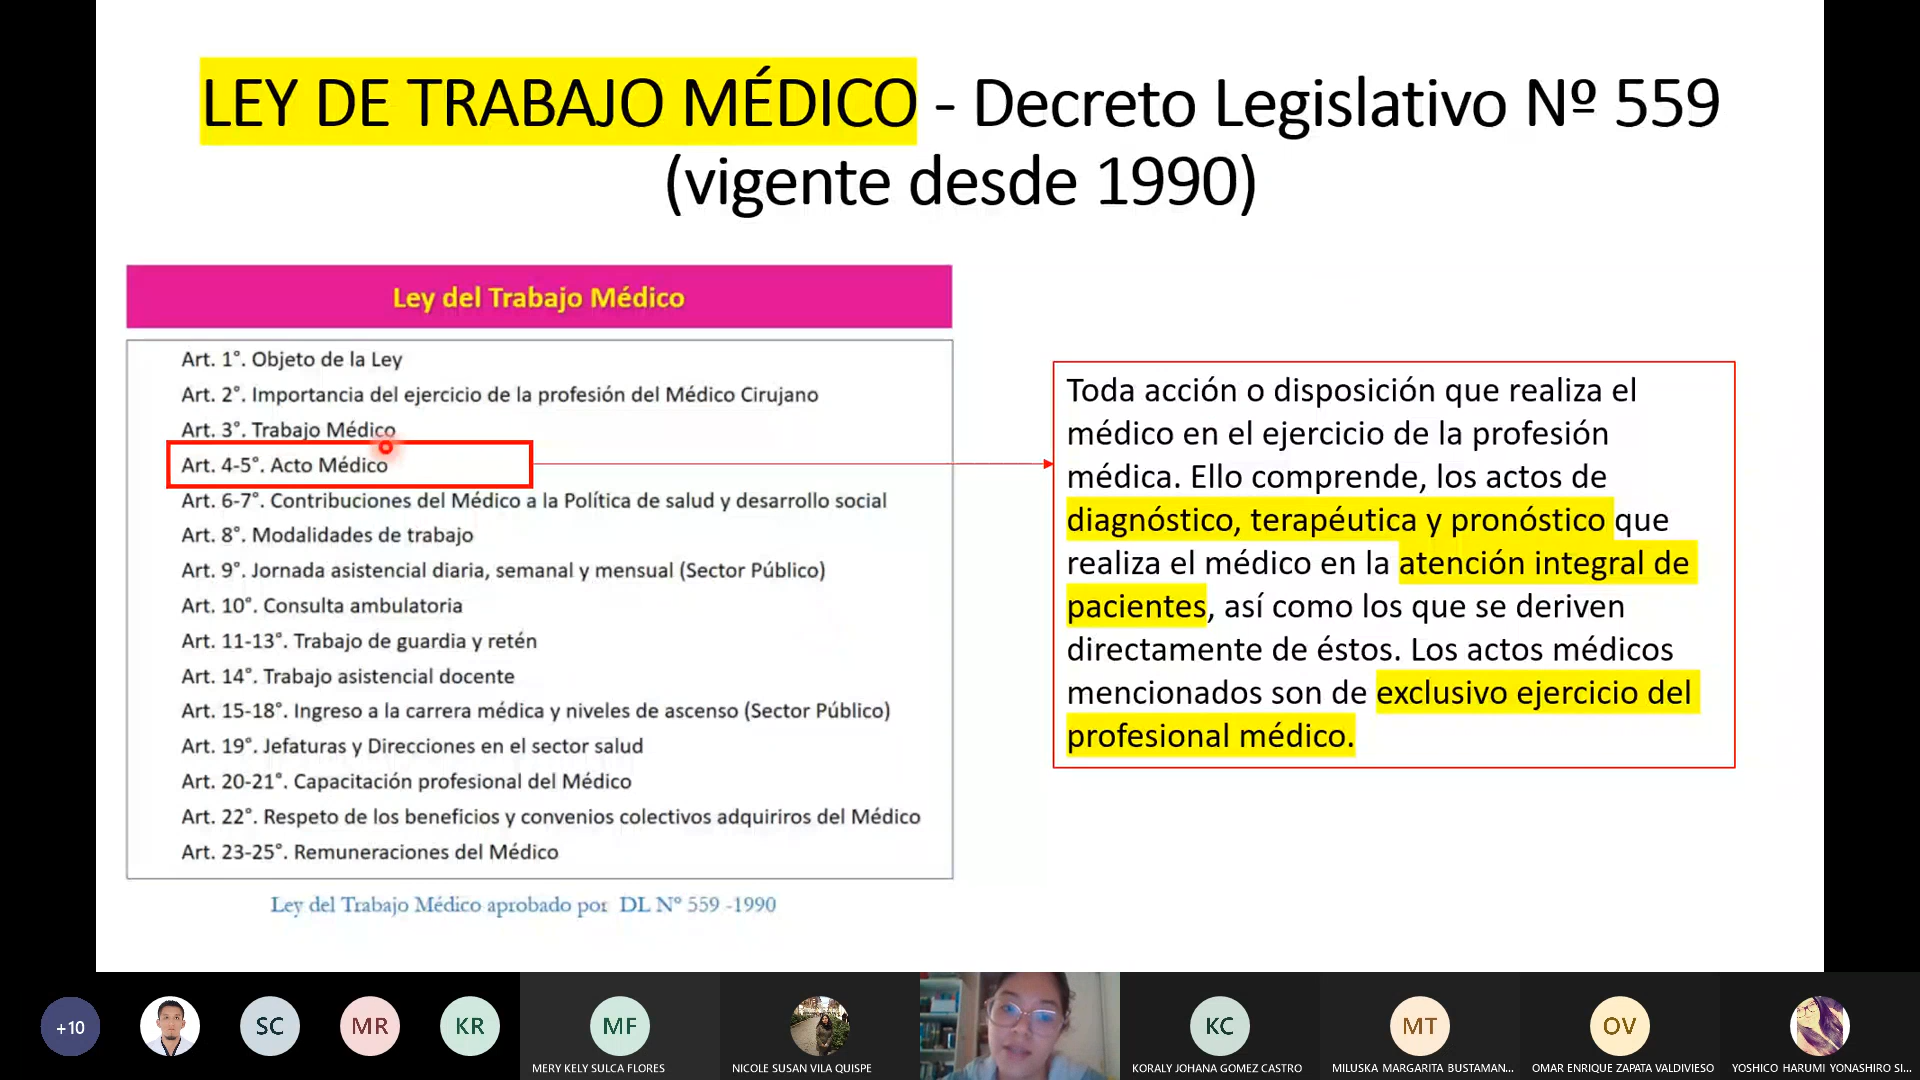 LEY DE TRABAJO MÉDICO - Decreto Legislativo Nº 559
(vigente desde 1990)
Ley del Trabajo Médico
Art. 1°. Objeto de la Ley
Art. 2°. Importancia del ejercicio de la profesión del Médico Cirujano
Art. 3°. Trabajo Médico
Art. 4-5°. Acto Médico
Art. 6-7°. Contribuciones del Médico a la Política de salud y desarrollo social
Art. 8°. Modalidades de trabajo
Art. 9°. Jornada asistencial diaria, semanal y mensual (Sector Público)
Art. 10°. Consulta ambulatoria
Art. 11-13°. Trabajo de guardia y retén
Art. 14°. Trabajo asistencial docente
Art. 15-18°. Ingreso a la carrera médica y niveles de ascenso (Sector Público)
Art. 19°. Jefaturas y Direcciones en el sector salud
Art. 20-21°. Capacitación profesional del Médico
Art. 22°. Respeto de los beneficios y convenios colectivos adquiriros del Médico
Art. 23-25°. Remuneraciones del Médico
Ley del Trabajo Médico aprobado por DL N° 559 -1990
Toda acción o disposición que realiza el
médico en el ejercicio de la profesión
médica. Ello comprende, los actos de
diagnóstico, terapéutica y pronóstico que
realiza el médico en la atención integral de
pacientes, así como los que se deriven
directamente de éstos. Los actos médicos
mencionados son de exclusivo ejercicio del
profesional médico.
+10
SC
MR
KR
MF
KC
MT
OV
MERY KELY SULCA FLORES
NICOLE SUSAN VILA QUISPE
KORALY JOHANA GOMEZ CASTRO
MILUSKA MARGARITA BUSTAMAN...
OMAR ENRIQUE ZAPATA VALDIVIESO
YOSHICO HARUMI YONASHIRO SI...